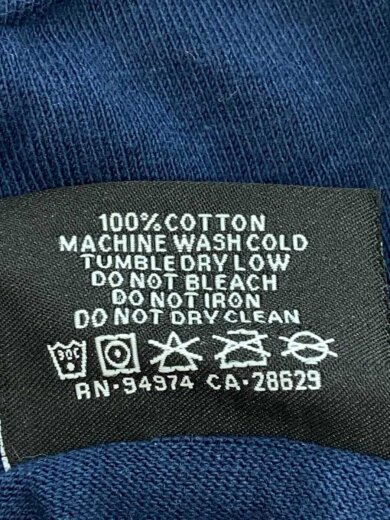 100% COTTON
MACHINE WASH COLD
TUMBLE DRY LOW
DO NOT BLEACH
DO NOT IRON
DO NOT DRY CLEAN
30C
RN-94974 CA-28629